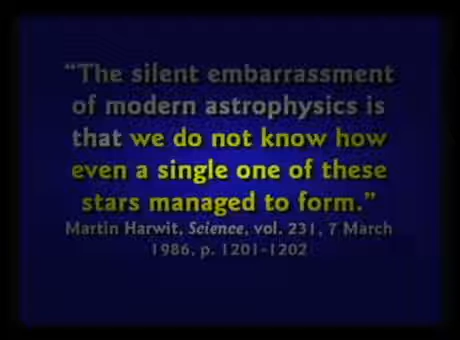 “The silent embarrassment
of modern astrophysics is
that we do not know how
even a single one of these
stars managed to form.”
Martin Harwit, Science, vol. 231, 7 March
1986, p. 1201-1202